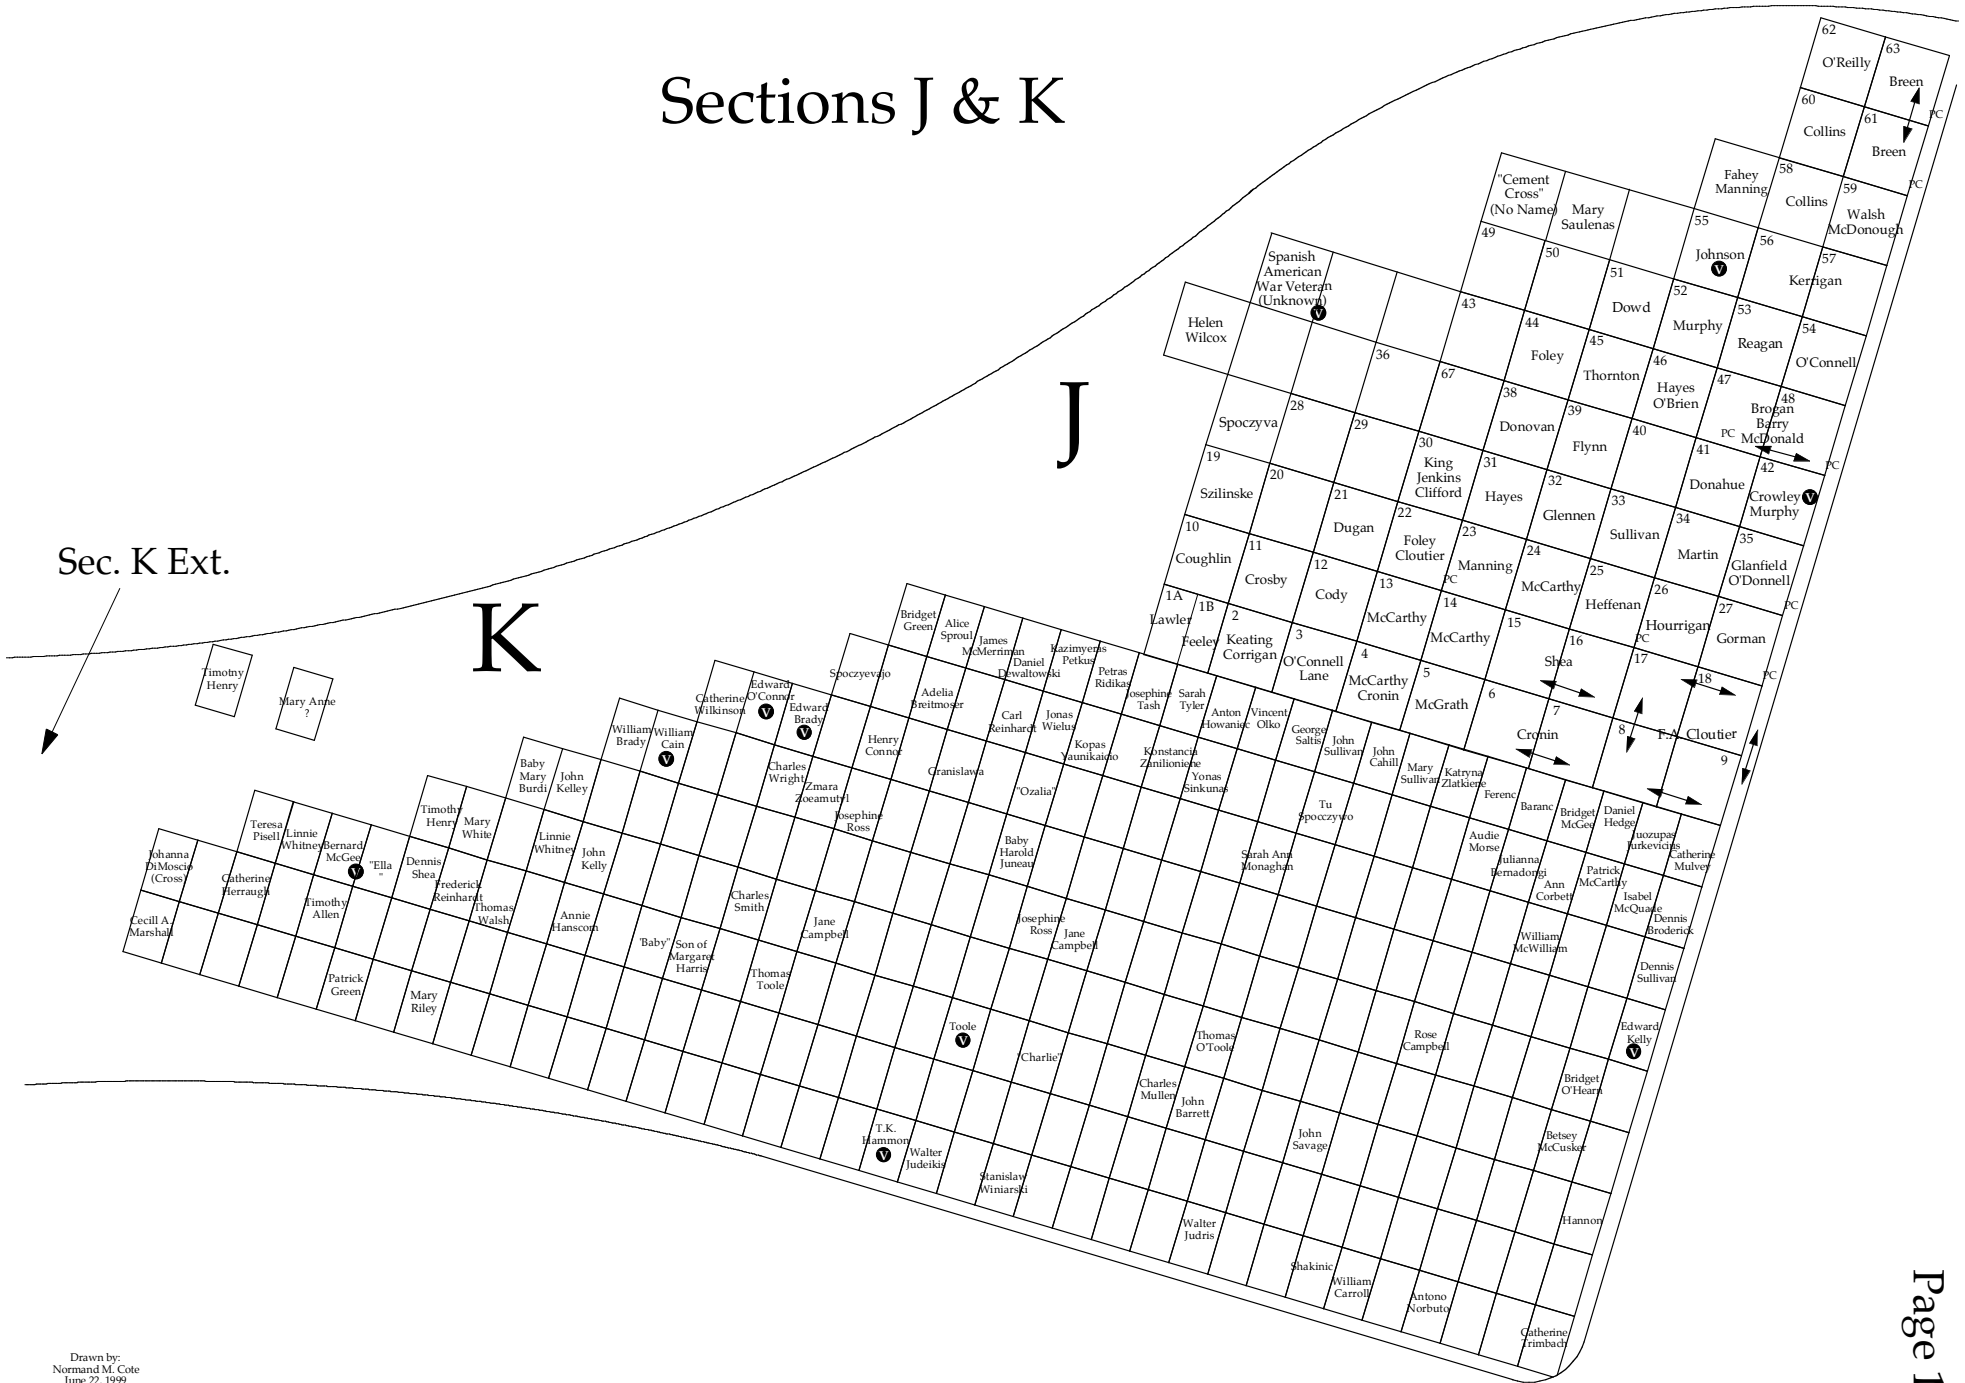 Sections J & K
J
K
Sec. K Ext.
62
O'Reilly
63
Breen
60
Collins
61
Breen
PC
Fahey
Manning
58
Collins
59
Walsh
McDonough
PC
"Cement
Cross"
(No Name)
Mary
Saulenas
55
Johnson
V
56
Kerrigan
57
49
50
51
Dowd
52
Murphy
53
Reagan
54
O'Connell
Spanish
American
War Veteran
(Unknown)
V
Helen
Wilcox
43
44
Foley
45
Thornton
46
Hayes
O'Brien
47
48
Brogan
Barry
McDonald
PC
PC
36
67
38
Donovan
39
Flynn
40
41
Donahue
42
Crowley
Murphy
V
Spoczyva
28
29
30
King
Jenkins
Clifford
31
Hayes
32
Glennen
33
Sullivan
34
Martin
35
Glanfield
O'Donnell
PC
19
Szilinske
20
21
Dugan
22
Foley
Cloutier
23
Manning
PC
24
McCarthy
25
Heffenan
26
Hourrigan
PC
27
Gorman
PC
10
Coughlin
11
Crosby
12
Cody
13
McCarthy
14
McCarthy
15
Shea
16
17
18
F.A. Cloutier
1A
Lawler
1B
Feeley
2
Keating
Corrigan
3
O'Connell
Lane
4
McCarthy
Cronin
5
McGrath
6
Cronin
7
8
9
Timothy
Henry
Mary Anne
?
Bridget
Green
Alice
Sproul
James
McMerriman
Daniel
Dewaltowski
Kazimyeras
Petkus
Petras
Ridikas
Josephine
Tash
Sarah
Tyler
Anton
Howaniec
Vincent
Olko
George
Saltis
John
Sullivan
John
Cahill
Mary
Sullivan
Katryna
Zlatkiene
Ferenc
Baranc
Bridget
McGee
Daniel
Hedge
Juozupas
Jurkevicius
Catherine
Mulvey
Spoczyevajo
Adelia
Breitmoser
Carl
Reinhardt
Jonas
Wielus
Kopas
Yaunikaicio
Konstancia
Zanilioniene
Yonas
Sinkunas
Tu
Spocczywo
Audie
Morse
Julianna
Bernadongi
Ann
Corbett
Patrick
McCarthy
Isabel
McQuade
Dennis
Broderick
Catherine
Wilkinson
Edward
O'Connor
V
Edward
Brady
V
Henry
Connor
Granislawa
"Ozalia"
Sarah Ann
Monaghan
William
McWilliam
Dennis
Sullivan
William
Brady
William
Cain
V
Charles
Wright
Zmara
Zoeamutyl
Josephine
Ross
Baby
Harold
Juneau
Edward
Kelly
V
Baby
Mary
Burdi
John
Kelley
Timothy
Henry
Mary
White
Linnie
Whitney
John
Kelly
Charles
Smith
Jane
Campbell
Josephine
Ross
Jane
Campbell
Thomas
O'Toole
Rose
Campbell
Bridget
O'Hearn
Teresa
Pisell
Linnie
Whitney
Bernard
McGee
V
"Ella
"
Dennis
Shea
Frederick
Reinhardt
Thomas
Walsh
Annie
Hanscom
"Baby"
Son of
Margaret
Harris
Thomas
Toole
Toole
V
"Charlie"
Charles
Mullen
John
Barrett
John
Savage
Betsey
McCusker
Johanna
DiMoscio
(Cross)
Catherine
Herraugh
Timothy
Allen
Cecill A.
Marshall
Patrick
Green
Mary
Riley
T.K.
Hammon
V
Walter
Judeikis
Stanislaw
Winiarski
Walter
Judris
Hannon
Shakinic
William
Carroll
Antono
Norbuto
Catherine
Trimbach
Page 1
Drawn by:
Normand M. Cote
June 22, 1999